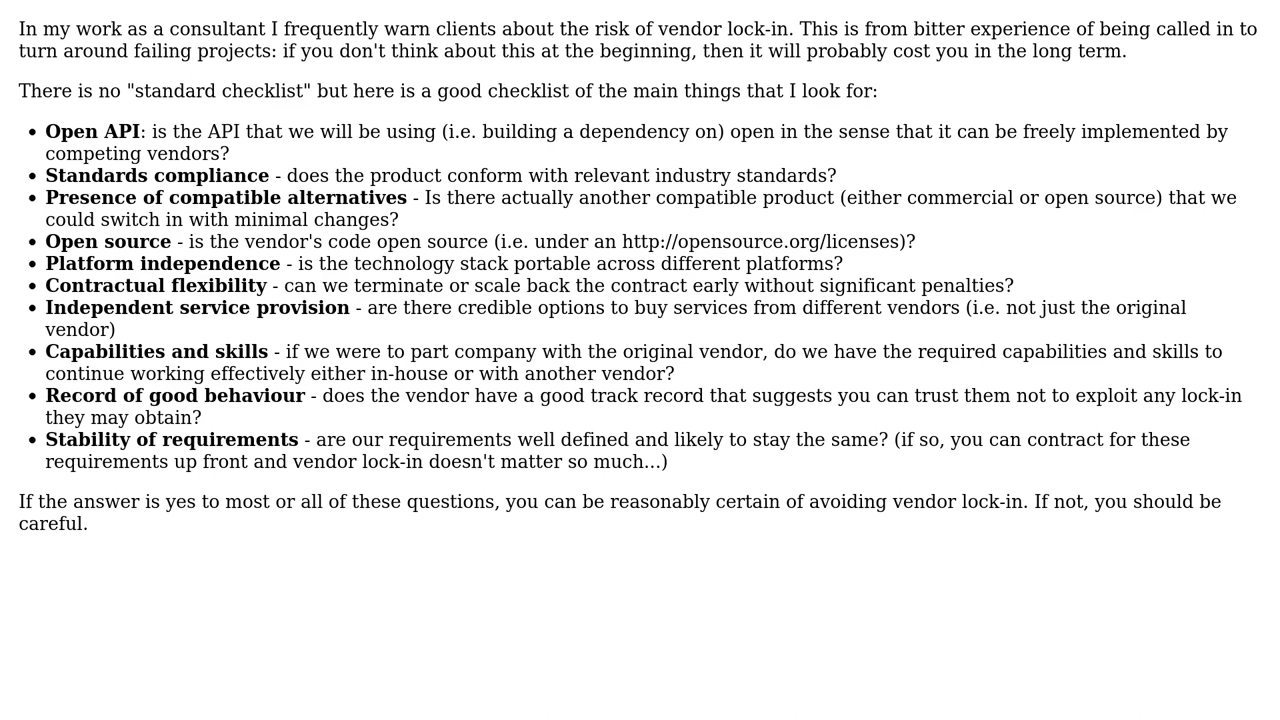 In my work as a consultant I frequently warn clients about the risk of vendor lock-in. This is from bitter experience of being called in to
turn around failing projects: if you don't think about this at the beginning, then it will probably cost you in the long term.
There is no "standard checklist" but here is a good checklist of the main things that I look for:
• Open API: is the API that we will be using (i.e. building a dependency on) open in the sense that it can be freely implemented by
competing vendors?
• Standards compliance - does the product conform with relevant industry standards?
• Presence of compatible alternatives - Is there actually another compatible product (either commercial or open source) that we
could switch in with minimal changes?
• Open source - is the vendor's code open source (i.e. under an http://opensource.org/licenses)?
• Platform independence - is the technology stack portable across different platforms?
• Contractual flexibility - can we terminate or scale back the contract early without significant penalties?
• Independent service provision - are there credible options to buy services from different vendors (i.e. not just the original
vendor)
• Capabilities and skills - if we were to part company with the original vendor, do we have the required capabilities and skills to
continue working effectively either in-house or with another vendor?
• Record of good behaviour - does the vendor have a good track record that suggests you can trust them not to exploit any lock-in
they may obtain?
• Stability of requirements - are our requirements well defined and likely to stay the same? (if so, you can contract for these
requirements up front and vendor lock-in doesn't matter so much...)
If the answer is yes to most or all of these questions, you can be reasonably certain of avoiding vendor lock-in. If not, you should be
careful.